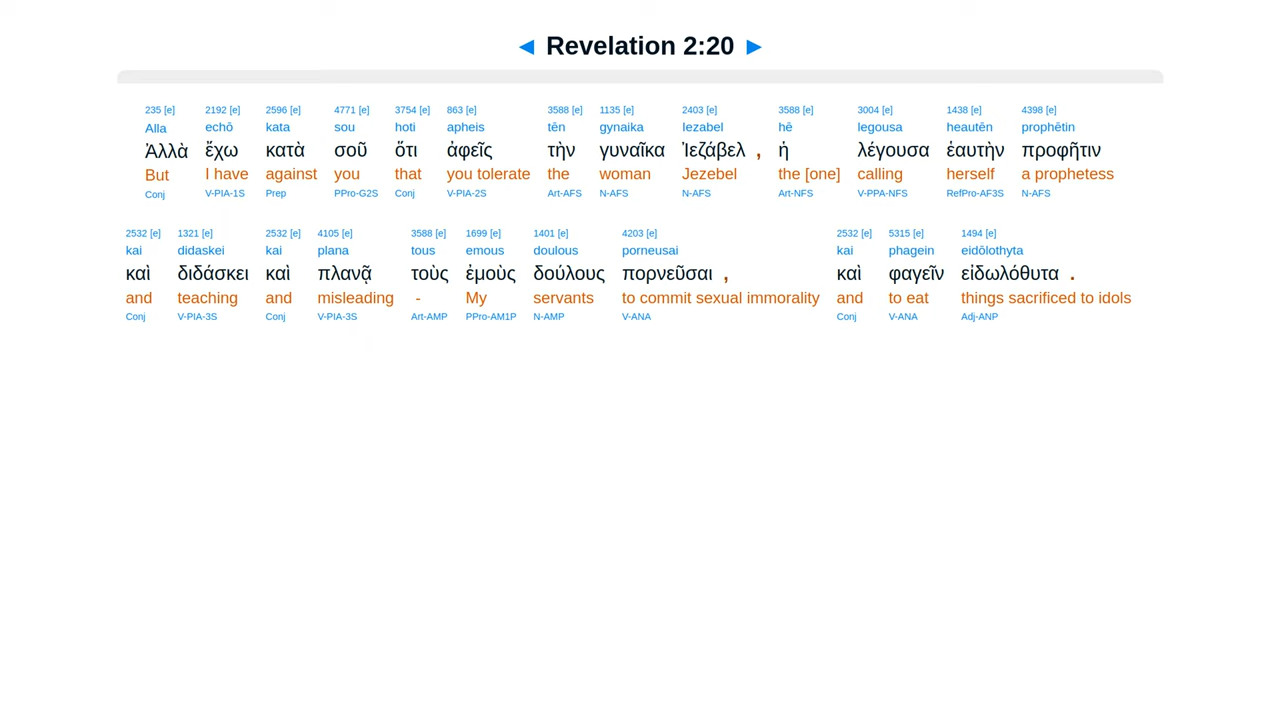 ◄ Revelation 2:20 ►
235 [e] 2192 [e] 2596 [e] 4771 [e] 3754 [e] 863 [e] 3588 [e] 1135 [e] 2403 [e] 3588 [e] 3004 [e] 1438 [e] 4398 [e]
Alla echō kata sou hoti apheis tēn gynaika Iezabel hē legousa heautēn prophētin
Ἀλλὰ ἔχω κατὰ σοῦ ὅτι ἀφεῖς τὴν γυναῖκα Ἰεζάβελ , ἡ λέγουσα ἑαυτὴν προφῆτιν
But I have against you that you tolerate the woman Jezebel the [one] calling herself a prophetess
Conj V-PIA-1S Prep PPro-G2S Conj V-PIA-2S Art-AFS N-AFS N-AFS Art-NFS V-PPA-NFS RefPro-AF3S N-AFS
2532 [e] 1321 [e] 2532 [e] 4105 [e] 3588 [e] 1699 [e] 1401 [e] 4203 [e] 2532 [e] 5315 [e] 1494 [e]
kai didaskei kai plana tous emous doulous porneusai kai phagein eidōlothyta
καὶ διδάσκει καὶ πλανᾷ τοὺς ἐμοὺς δούλους πορνεῦσαι , καὶ φαγεῖν εἰδωλόθυτα .
and teaching and misleading - My servants to commit sexual immorality and to eat things sacrificed to idols
Conj V-PIA-3S Conj V-PIA-3S Art-AMP PPro-AM1P N-AMP V-ANA Conj V-ANA Adj-ANP